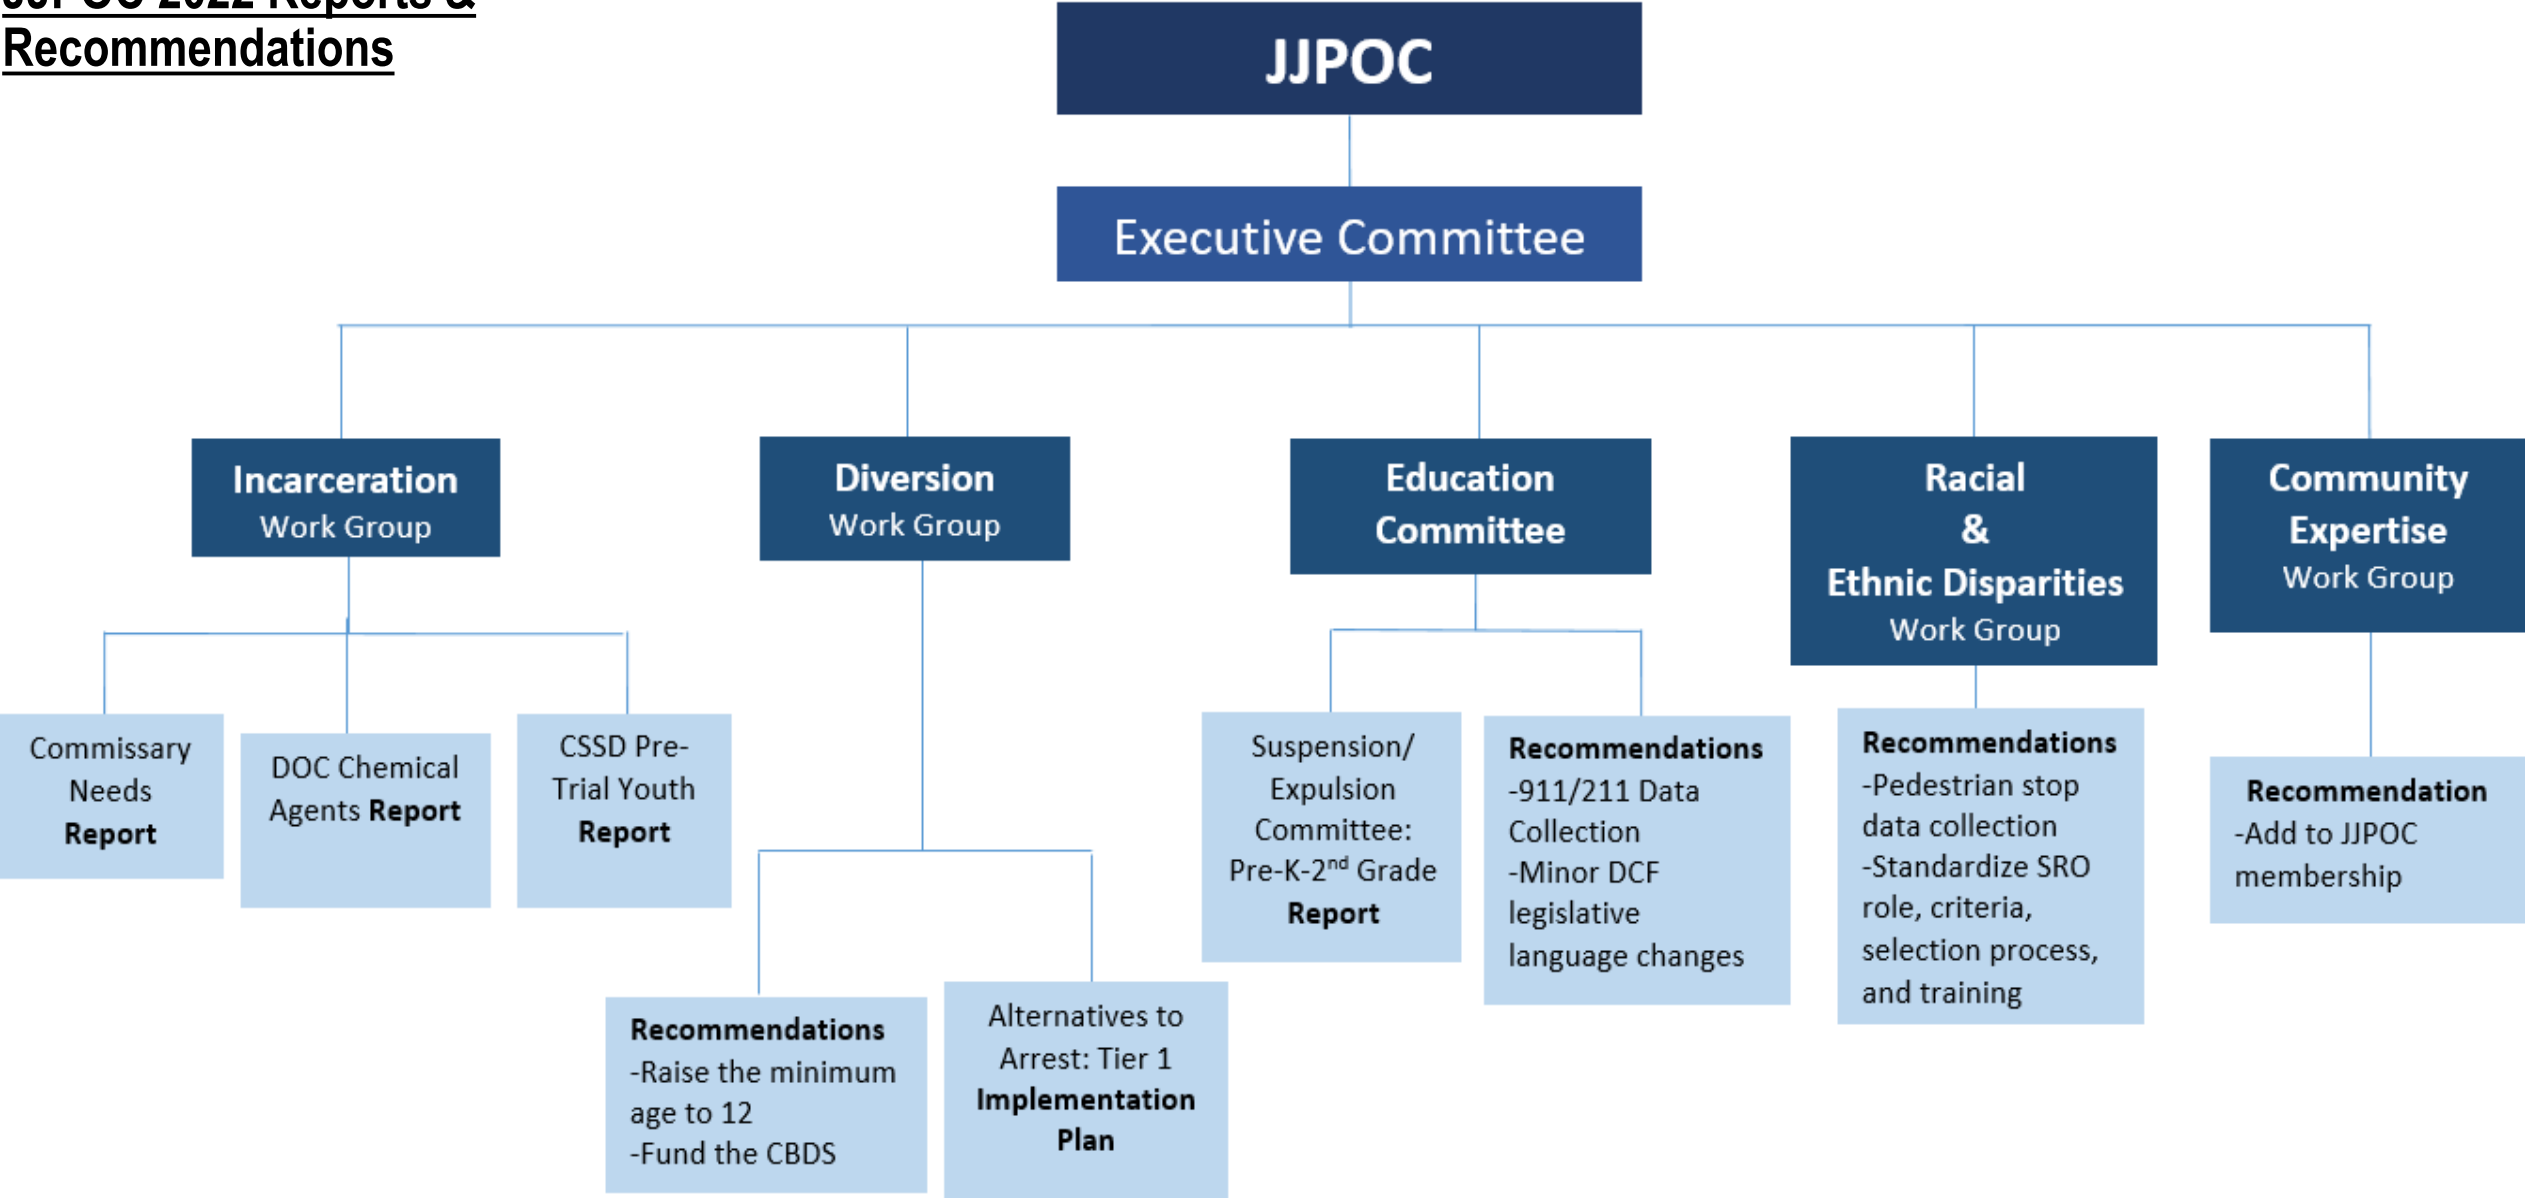 JJPOC 2022 Reports &
Recommendations
JJPOC
Executive Committee
Incarceration
Work Group
Diversion
Work Group
Education
Committee
Racial
&
Ethnic Disparities
Work Group
Community
Expertise
Work Group
Commissary
Needs
Report
DOC Chemical
Agents Report
CSSD Pre-
Trial Youth
Report
Recommendations
-Raise the minimum
age to 12
-Fund the CBDS
Alternatives to
Arrest: Tier 1
Implementation
Plan
Suspension/
Expulsion
Committee:
Pre-K-2nd Grade
Report
Recommendations
-911/211 Data
Collection
-Minor DCF
legislative
language changes
Recommendations
-Pedestrian stop
data collection
-Standardize SRO
role, criteria,
selection process,
and training
Recommendation
-Add to JJPOC
membership